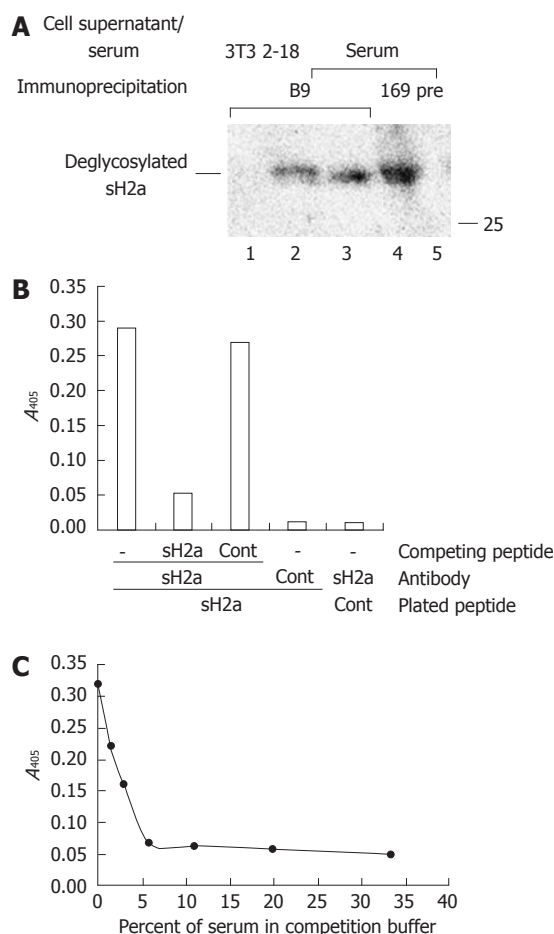 A
Cell supernatant/
serum
3T3 2-18 Serum
Immunoprecipitation B9 169 pre
Deglycosylated
sH2a
25
1 2 3 4 5
B
0.35
0.30
0.25
0.20
0.15
0.10
0.05
0.00
A405
- sH2a Cont - - Competing peptide
sH2a Cont sH2a Antibody
sH2a Cont Plated peptide
C
0.35
0.30
0.25
0.20
0.15
0.10
0.05
0.00
A405
0 5 10 15 20 25 30 35 40
Percent of serum in competition buffer